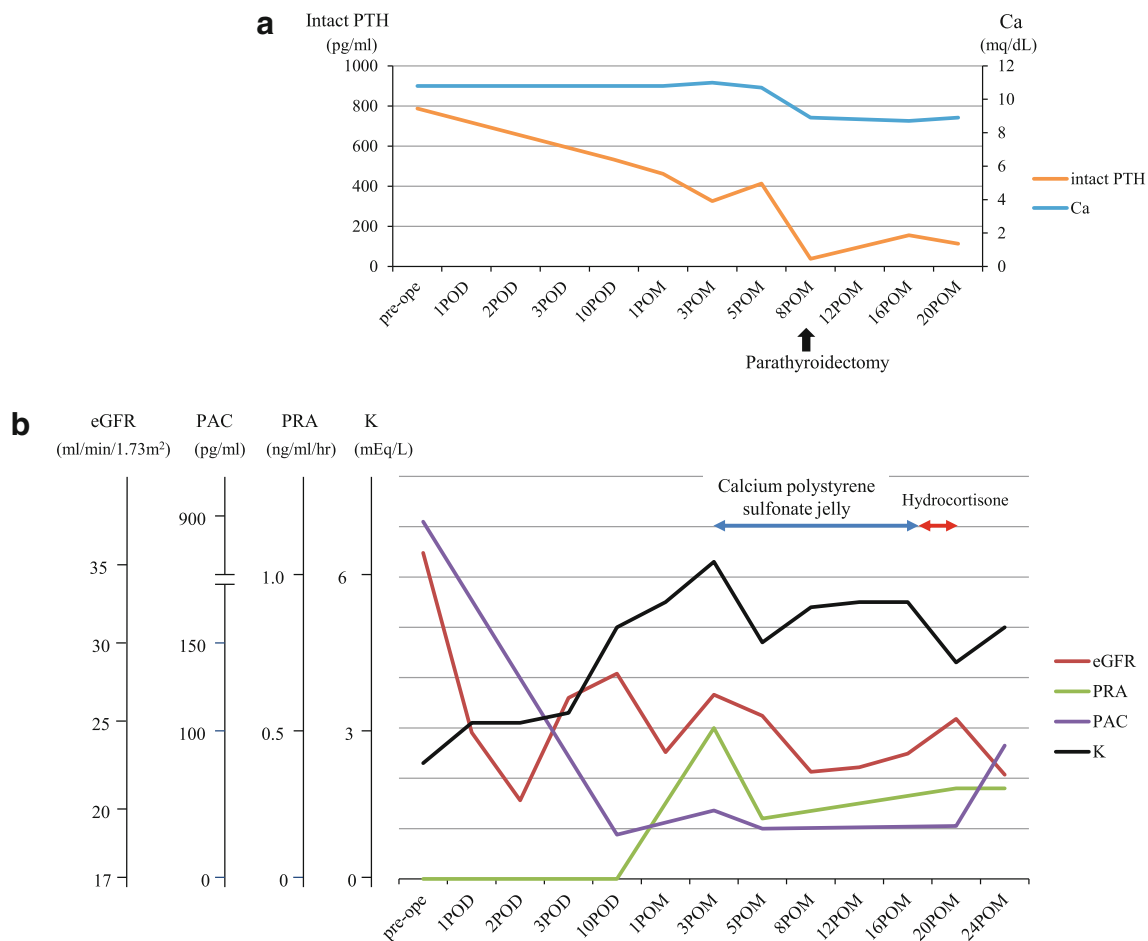 a
Intact PTH
(pg/ml)
Ca
(mq/dL)
1000
800
600
400
200
0
12
10
8
6
4
2
0
intact PTH
Ca
pre-ope
1POD
2POD
3POD
10POD
1POM
3POM
5POM
8POM
12POM
16POM
20POM
Parathyroidectomy
b
eGFR
(ml/min/1.73m²)
PAC
(pg/ml)
PRA
(ng/ml/hr)
K
(mEq/L)
35
30
25
20
17
900
150
100
0
1.0
0.5
0
6
3
0
Calcium polystyrene
sulfonate jelly
Hydrocortisone
eGFR
PRA
PAC
K
pre-ope
1POD
2POD
3POD
10POD
1POM
3POM
5POM
8POM
12POM
16POM
20POM
24POM